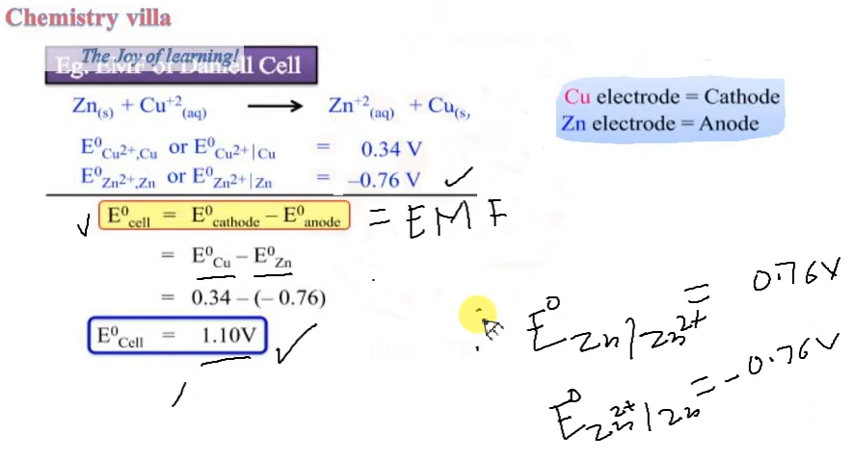 Chemistry villa
The Joy of learning!
Eg. EMF of Daniell Cell
Zn(s) + Cu⁺²(aq) ⟶ Zn⁺²(aq) + Cu(s,
E⁰Cu2+,Cu or E⁰Cu2+|Cu = 0.34 V
E⁰Zn2+,Zn or E⁰Zn2+|Zn = –0.76 V ✓
✓ E⁰cell = E⁰cathode – E⁰anode = EMF
= E⁰Cu – E⁰Zn
= 0.34 – (– 0.76)
E⁰Cell = 1.10V ✓
Cu electrode = Cathode
Zn electrode = Anode
E⁰Zn/Zn²⁺ = 0.76V
E⁰Zn²⁺/Zn = -0.76V